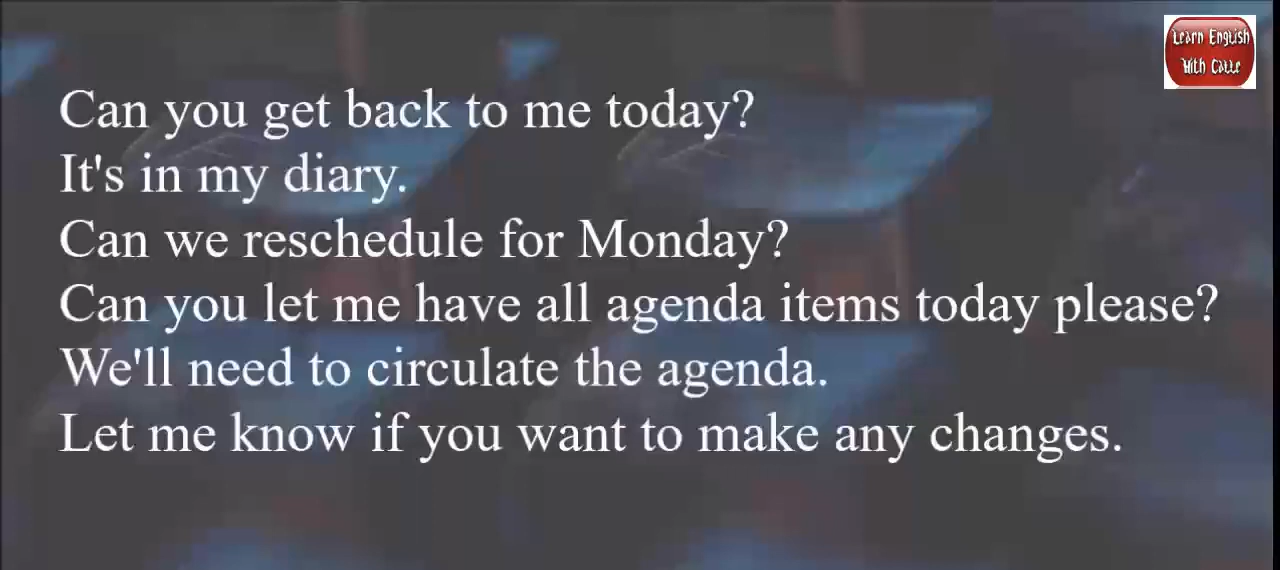 Learn English
With Cate
Can you get back to me today?
It's in my diary.
Can we reschedule for Monday?
Can you let me have all agenda items today please?
We'll need to circulate the agenda.
Let me know if you want to make any changes.